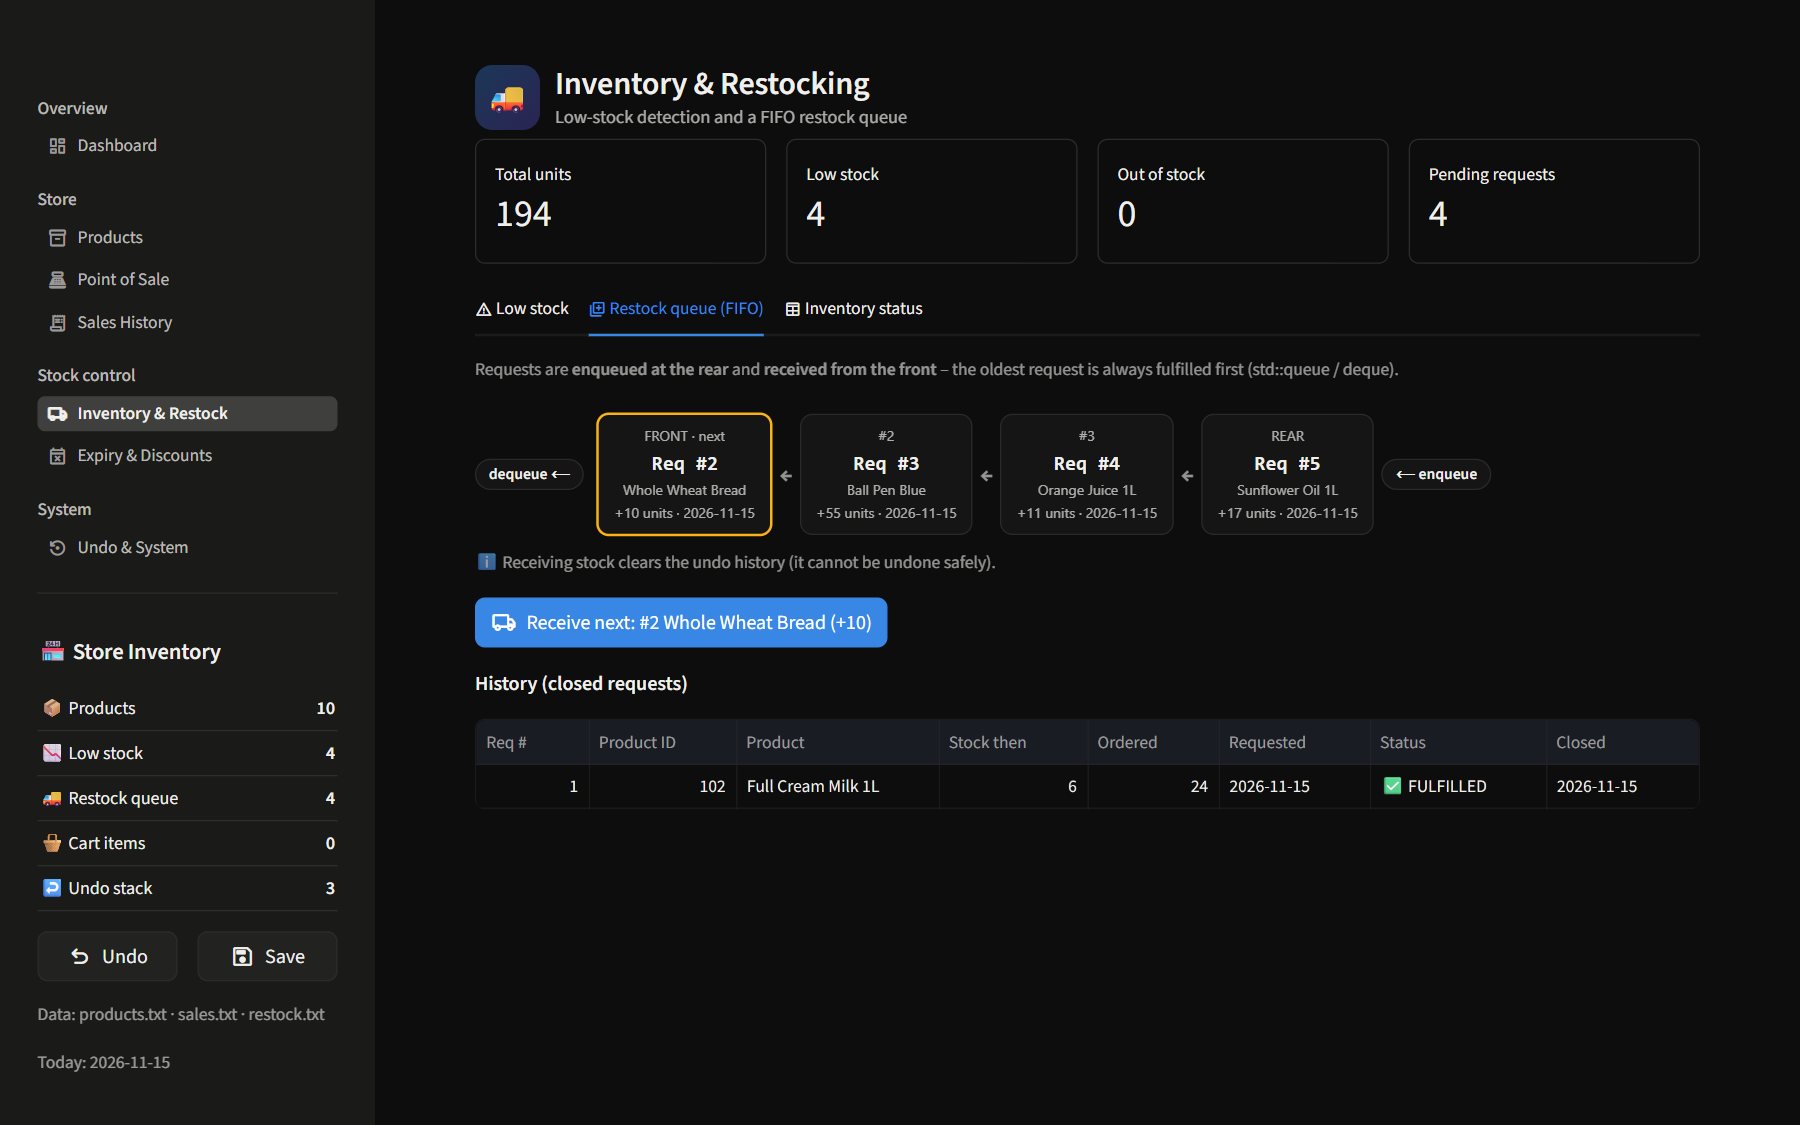 Overview
Dashboard
Store
Products
Point of Sale
Sales History
Stock control
Inventory & Restock
Expiry & Discounts
System
Undo & System
Store Inventory
Products 10
Low stock 4
Restock queue 4
Cart items 0
Undo stack 3
Undo Save
Data: products.txt · sales.txt · restock.txt
Today: 2026-11-15
Inventory & Restocking
Low-stock detection and a FIFO restock queue
Total units Low stock Out of stock Pending requests
194 4 0 4
Low stock Restock queue (FIFO) Inventory status
Requests are enqueued at the rear and received from the front – the oldest request is always fulfilled first (std::queue / deque).
dequeue ⟵
FRONT · next
Req #2
Whole Wheat Bread
+10 units · 2026-11-15
#2
Req #3
Ball Pen Blue
+55 units · 2026-11-15
#3
Req #4
Orange Juice 1L
+11 units · 2026-11-15
REAR
Req #5
Sunflower Oil 1L
+17 units · 2026-11-15
⟵ enqueue
Receiving stock clears the undo history (it cannot be undone safely).
Receive next: #2 Whole Wheat Bread (+10)
History (closed requests)
Req # Product ID Product Stock then Ordered Requested Status Closed
1 102 Full Cream Milk 1L 6 24 2026-11-15 ✅ FULFILLED 2026-11-15